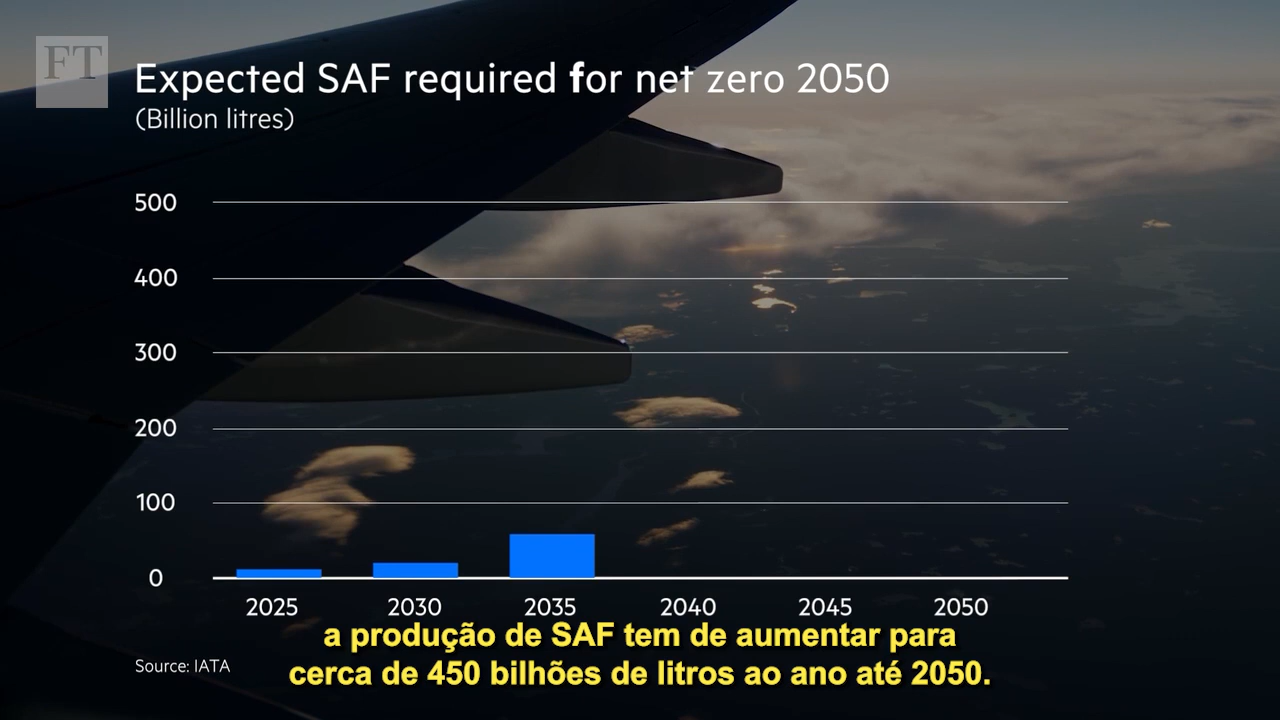 FT
Expected SAF required for net zero 2050
(Billion litres)
500
400
300
200
100
0
2025 2030 2035 2040 2045 2050
a produção de SAF tem de aumentar para
cerca de 450 bilhões de litros ao ano até 2050.
Source: IATA